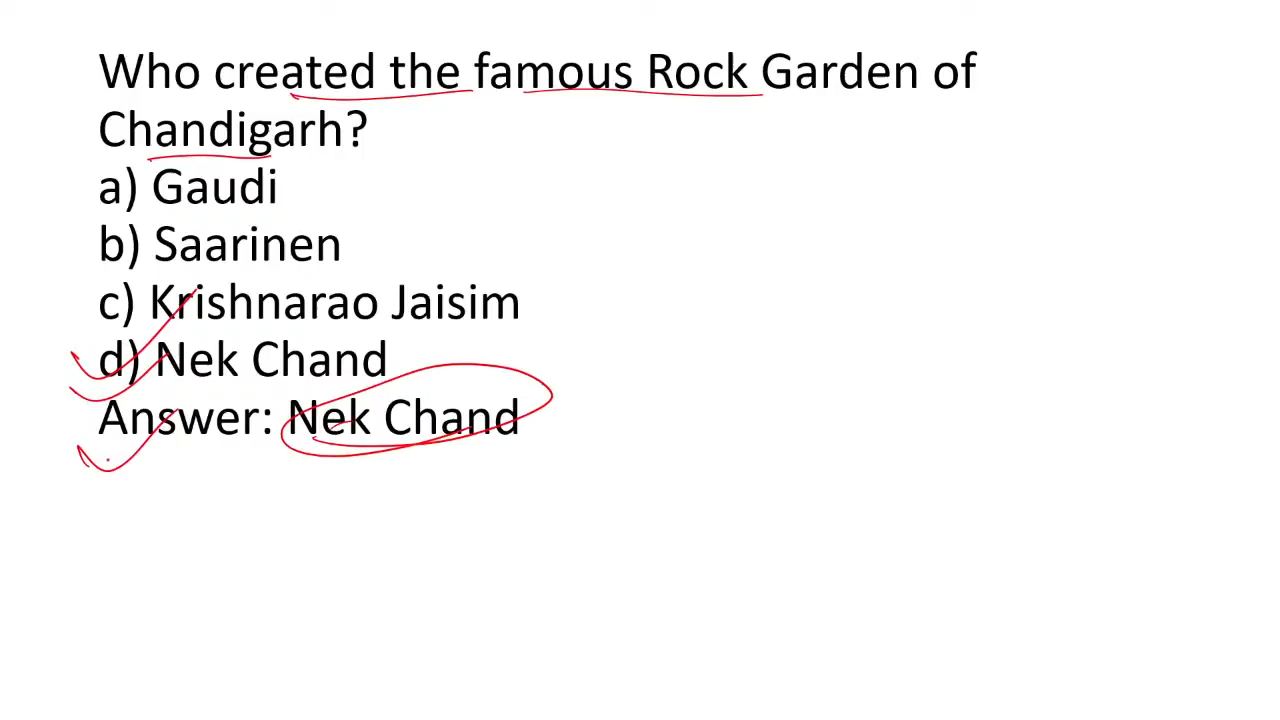 Who created the famous Rock Garden of
Chandigarh?
a) Gaudi
b) Saarinen
c) Krishnarao Jaisim
d) Nek Chand
Answer: Nek Chand